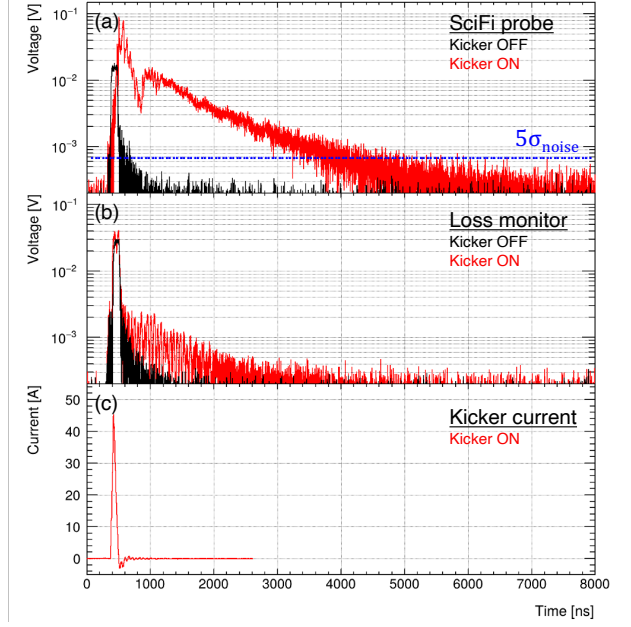 (a)
SciFi probe
Kicker OFF
Kicker ON
5σnoise
Voltage [V]
10⁻¹
10⁻²
10⁻³
(b)
Loss monitor
Kicker OFF
Kicker ON
Voltage [V]
10⁻¹
10⁻²
10⁻³
(c)
Kicker current
Kicker ON
Current [A]
50
40
30
20
10
0
0 1000 2000 3000 4000 5000 6000 7000 8000
Time [ns]